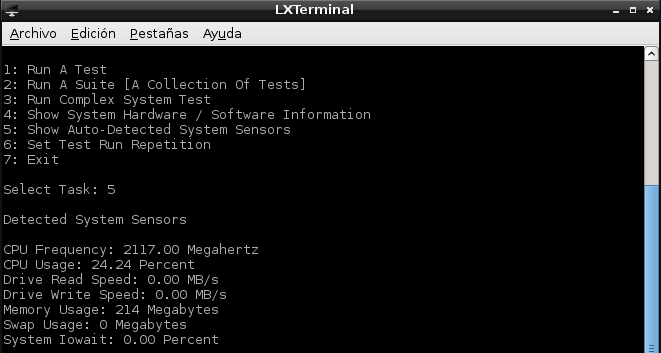 LXTerminal
Archivo Edición Pestañas Ayuda
1: Run A Test
2: Run A Suite [A Collection Of Tests]
3: Run Complex System Test
4: Show System Hardware / Software Information
5: Show Auto-Detected System Sensors
6: Set Test Run Repetition
7: Exit
Select Task: 5
Detected System Sensors
CPU Frequency: 2117.00 Megahertz
CPU Usage: 24.24 Percent
Drive Read Speed: 0.00 MB/s
Drive Write Speed: 0.00 MB/s
Memory Usage: 214 Megabytes
Swap Usage: 0 Megabytes
System Iowait: 0.00 Percent